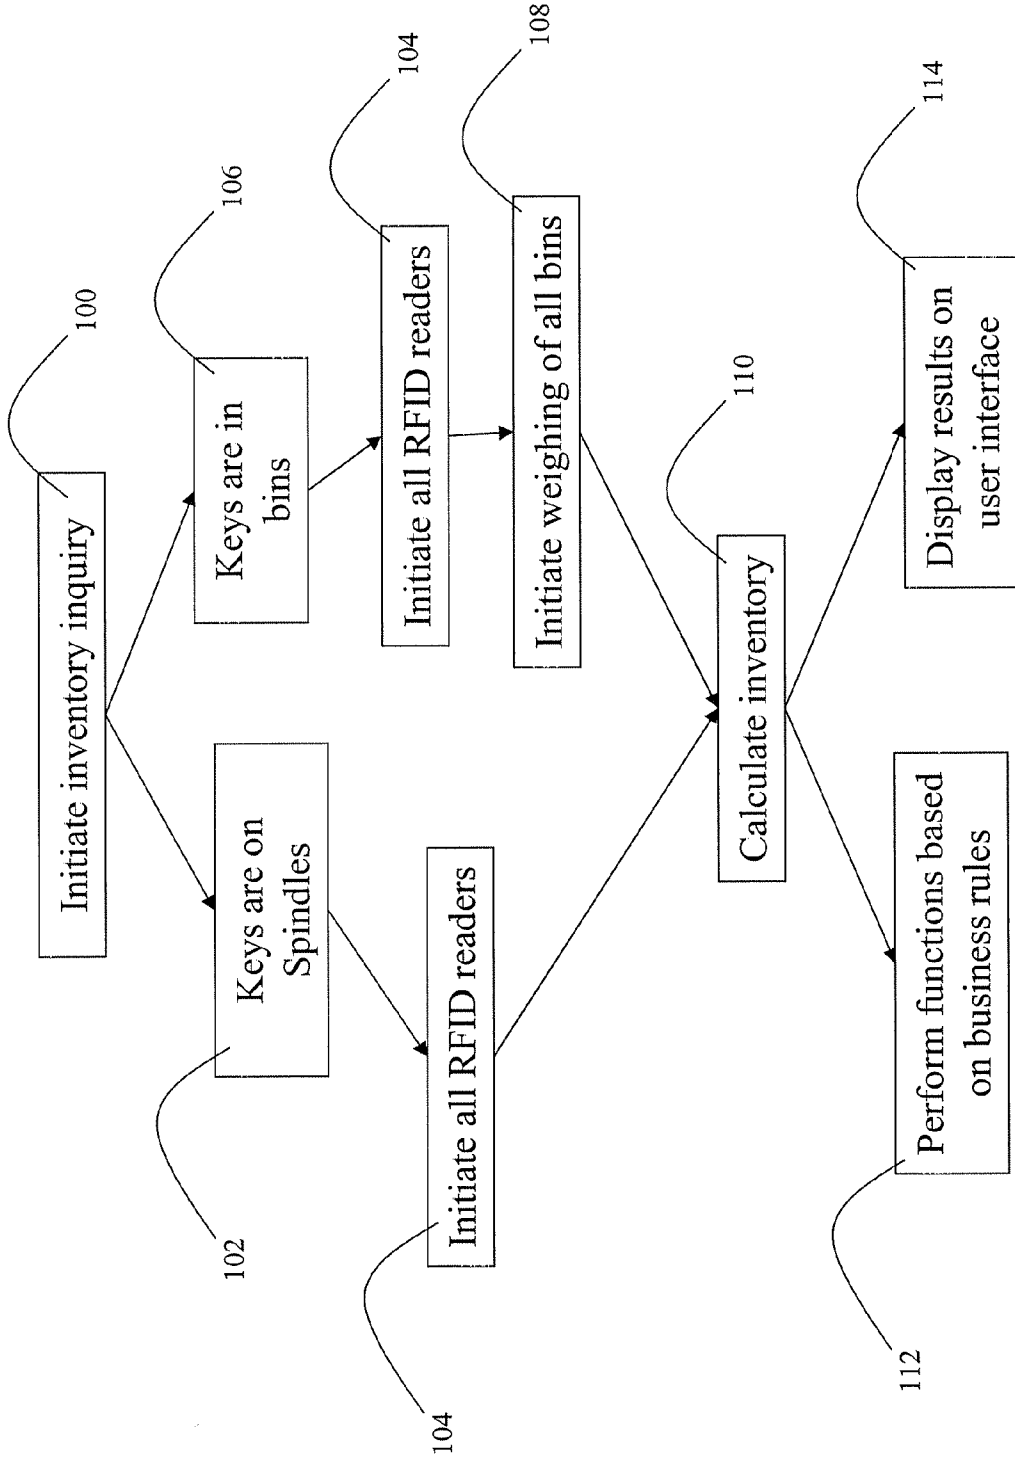 100
Initiate inventory inquiry
102
Keys are on
Spindles
106
Keys are in
bins
104
Initiate all RFID readers
104
Initiate all RFID readers
108
Initiate weighing of all bins
110
Calculate inventory
112
Perform functions based
on business rules
114
Display results on
user interface